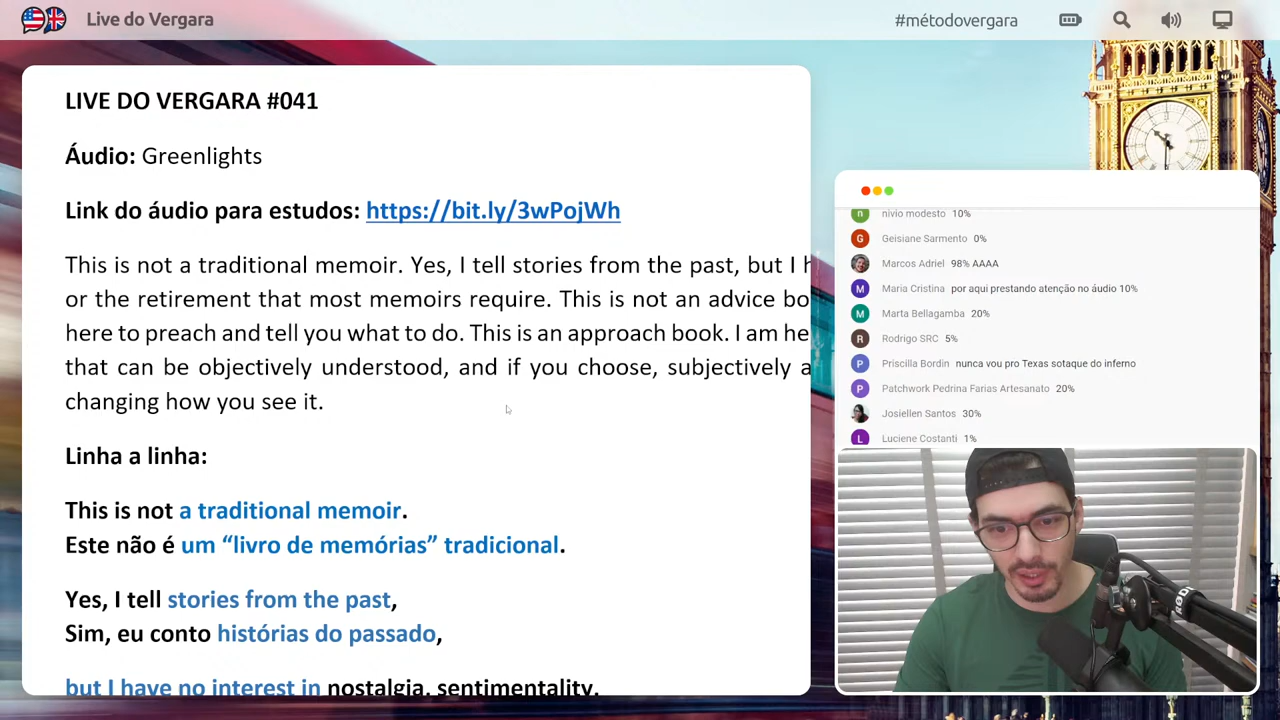 Live do Vergara
#métodovergara
LIVE DO VERGARA #041
Áudio: Greenlights
Link do áudio para estudos: https://bit.ly/3wPojWh
This is not a traditional memoir. Yes, I tell stories from the past, but I h
or the retirement that most memoirs require. This is not an advice bo
here to preach and tell you what to do. This is an approach book. I am he
that can be objectively understood, and if you choose, subjectively a
changing how you see it.
Linha a linha:
This is not a traditional memoir.
Este não é um “livro de memórias” tradicional.
Yes, I tell stories from the past,
Sim, eu conto histórias do passado,
but I have no interest in nostalgia, sentimentality,
n nivio modesto 10%
G Geisiane Sarmento 0%
Marcos Adriel 98% AAAA
M Maria Cristina por aqui prestando atenção no áudio 10%
M Marta Bellagamba 20%
Rodrigo SRC 5%
P Priscilla Bordin nunca vou pro Texas sotaque do inferno
P Patchwork Pedrina Farias Artesanato 20%
Josiellen Santos 30%
L Luciene Costanti 1%
RØDE